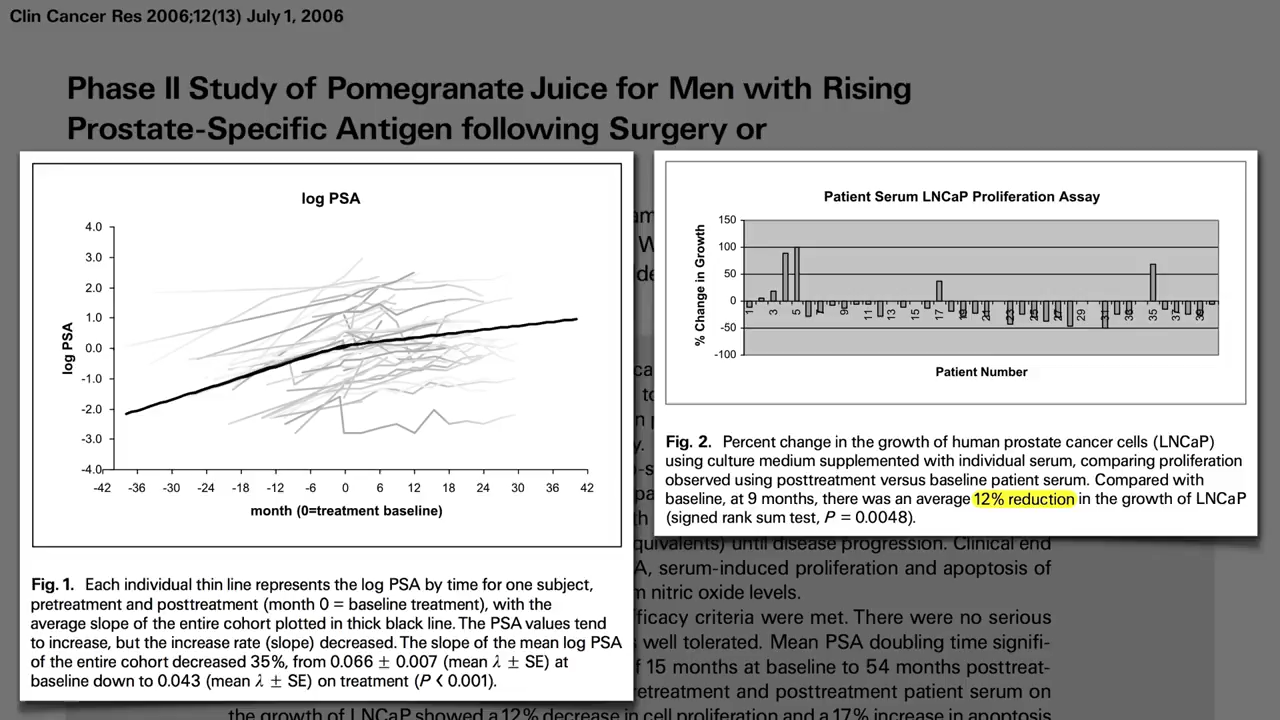 Clin Cancer Res 2006;12(13) July 1, 2006
Phase II Study of Pomegranate Juice for Men with Rising
Prostate-Specific Antigen following Surgery or
log PSA
4.0
3.0
2.0
1.0
0.0
-1.0
-2.0
-3.0
-4.0
log PSA
-42 -36 -30 -24 -18 -12 -6 0 6 12 18 24 30 36 42
month (0=treatment baseline)
Fig. 1. Each individual thin line represents the log PSA by time for one subject,
pretreatment and posttreatment (month 0 = baseline treatment), with the
average slope of the entire cohort plotted in thick black line. The PSA values tend
to increase, but the increase rate (slope) decreased. The slope of the mean log PSA
of the entire cohort decreased 35%, from 0.066 ± 0.007 (mean λ ± SE) at
baseline down to 0.043 (mean λ ± SE) on treatment (P < 0.001).
Patient Serum LNCaP Proliferation Assay
150
100
50
0
-50
-100
% Change in Growth
1 3 5 7 9 11 13 15 17 29 35
Patient Number
Fig. 2. Percent change in the growth of human prostate cancer cells (LNCaP)
using culture medium supplemented with individual serum, comparing proliferation
observed using posttreatment versus baseline patient serum. Compared with
baseline, at 9 months, there was an average 12% reduction in the growth of LNCaP
(signed rank sum test, P = 0.0048).
until disease progression. Clinical end
A, serum-induced proliferation and apoptosis of
nitric oxide levels.
criteria were met. There were no serious
well tolerated. Mean PSA doubling time signifi-
15 months at baseline to 54 months posttreat-
and posttreatment patient serum on
the growth of LNCaP showed a 12% decrease in cell proliferation and a 17% increase in apoptosis